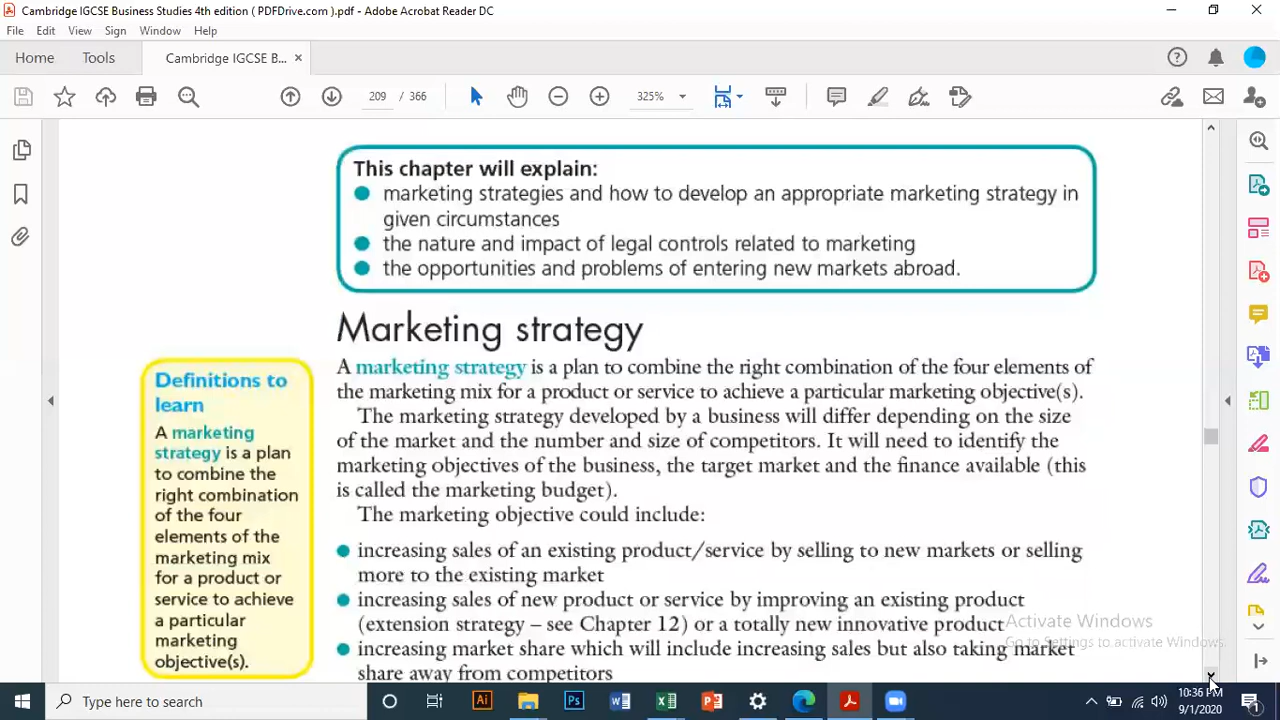 Cambridge IGCSE Business Studies 4th edition ( PDFDrive.com ).pdf - Adobe Acrobat Reader DC
File Edit View Sign Window Help
Home Tools Cambridge IGCSE B... ×
209 / 366 325%
This chapter will explain:
● marketing strategies and how to develop an appropriate marketing strategy in
given circumstances
● the nature and impact of legal controls related to marketing
● the opportunities and problems of entering new markets abroad.
Marketing strategy
A marketing strategy is a plan to combine the right combination of the four elements of
the marketing mix for a product or service to achieve a particular marketing objective(s).
The marketing strategy developed by a business will differ depending on the size
of the market and the number and size of competitors. It will need to identify the
marketing objectives of the business, the target market and the finance available (this
is called the marketing budget).
The marketing objective could include:
● increasing sales of an existing product/service by selling to new markets or selling
more to the existing market
● increasing sales of new product or service by improving an existing product
(extension strategy – see Chapter 12) or a totally new innovative product
● increasing market share which will include increasing sales but also taking market
share away from competitors
Definitions to
learn
A marketing
strategy is a plan
to combine the
right combination
of the four
elements of the
marketing mix
for a product or
service to achieve
a particular
marketing
objective(s).
Activate Windows
Go to Settings to activate Windows.
Type here to search
Ai
Ps
10:36 PM
9/1/2020
1